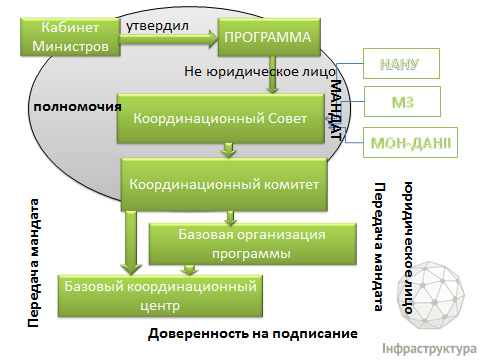 Кабинет
Министров
утвердил
ПРОГРАММА
Не юридическое лицо
НАНУ
МАНДАТ
МЗ
полномочия
Координационный Совет
МОН-ДАНІІ
Координационный комитет
Передача мандата
Передача мандата
юридическое лицо
Базовая организация
программы
Базовый координационный
центр
Доверенность на подписание
Інфраструктура